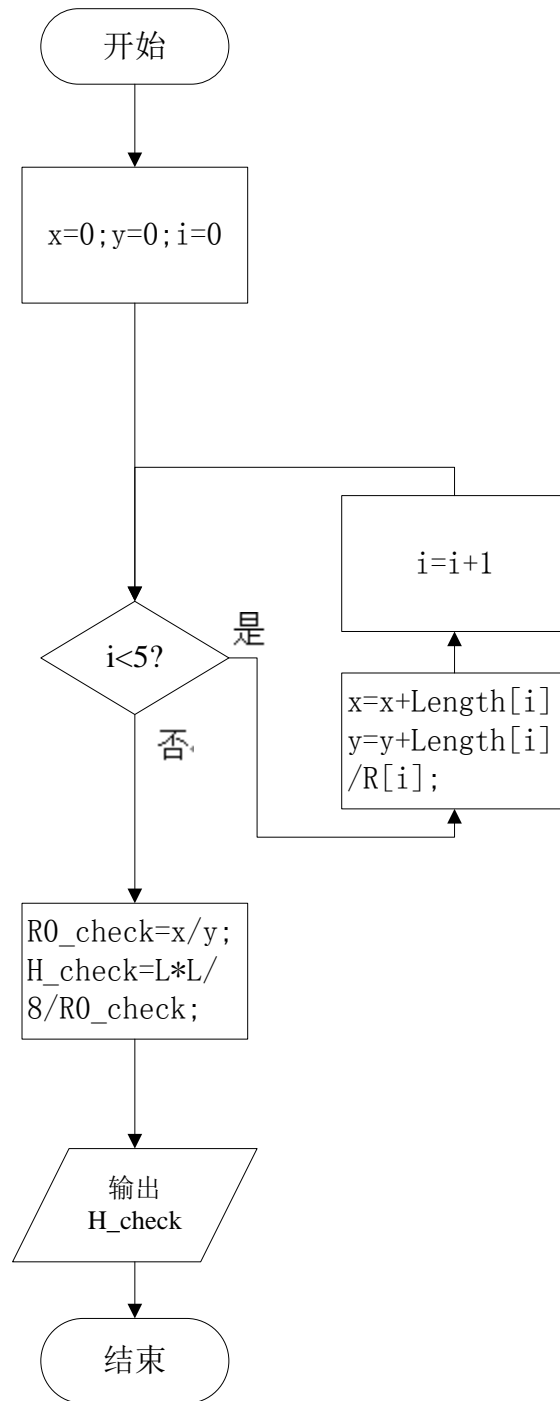 开始
x=0;y=0;i=0
i=i+1
i<5?
是
x=x+Length[i]
y=y+Length[i]
/R[i];
否
R0_check=x/y;
H_check=L*L/
8/R0_check;
输出
H_check
结束